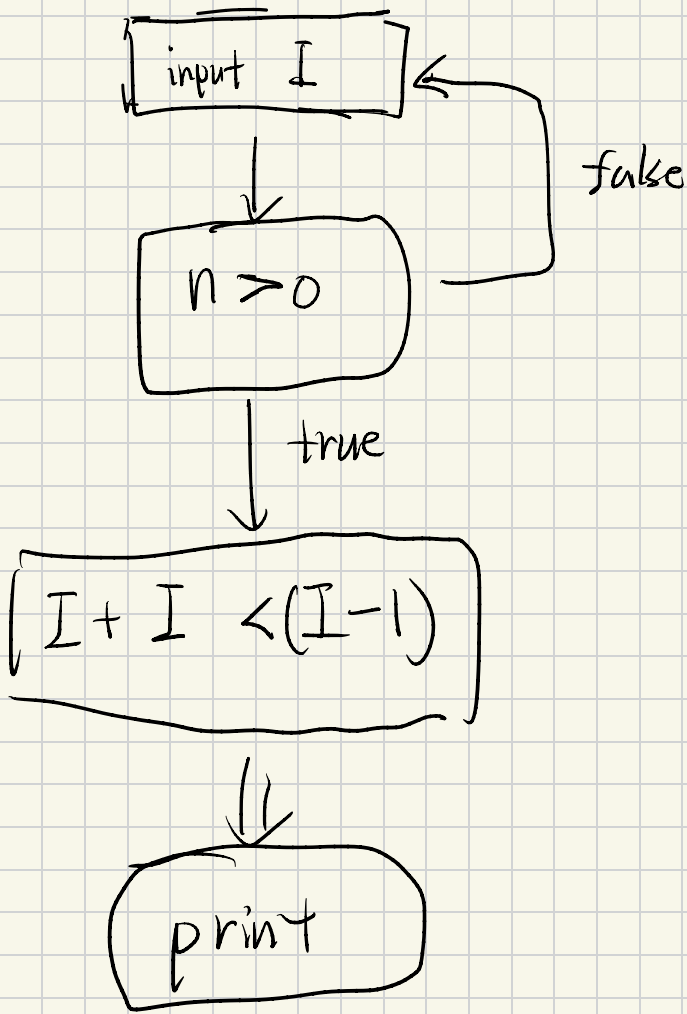 input I
false
n > 0
true
I + I < (I - 1)
print